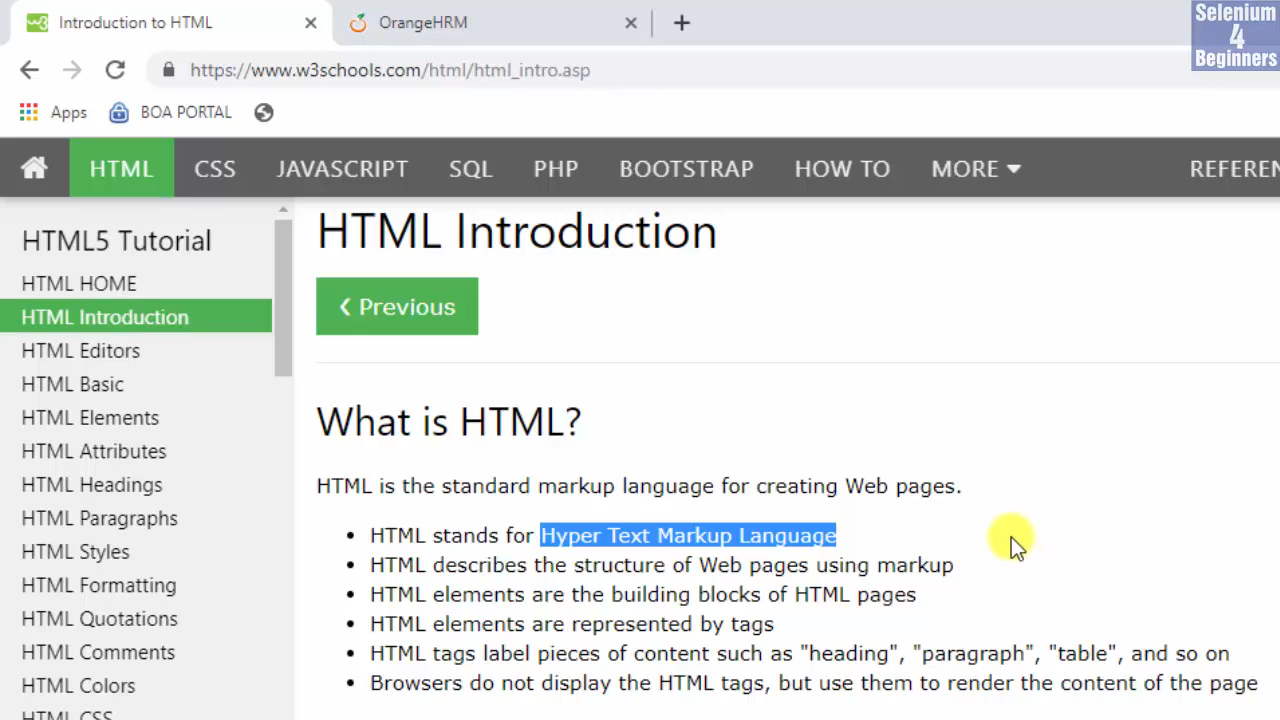 Introduction to HTML
OrangeHRM
Selenium
4
Beginners
https://www.w3schools.com/html/html_intro.asp
Apps
BOA PORTAL
HTML
CSS
JAVASCRIPT
SQL
PHP
BOOTSTRAP
HOW TO
MORE
REFEREN
HTML5 Tutorial
HTML HOME
HTML Introduction
HTML Editors
HTML Basic
HTML Elements
HTML Attributes
HTML Headings
HTML Paragraphs
HTML Styles
HTML Formatting
HTML Quotations
HTML Comments
HTML Colors
HTML CSS
HTML Introduction
❮ Previous
What is HTML?
HTML is the standard markup language for creating Web pages.
• HTML stands for Hyper Text Markup Language
• HTML describes the structure of Web pages using markup
• HTML elements are the building blocks of HTML pages
• HTML elements are represented by tags
• HTML tags label pieces of content such as "heading", "paragraph", "table", and so on
• Browsers do not display the HTML tags, but use them to render the content of the page